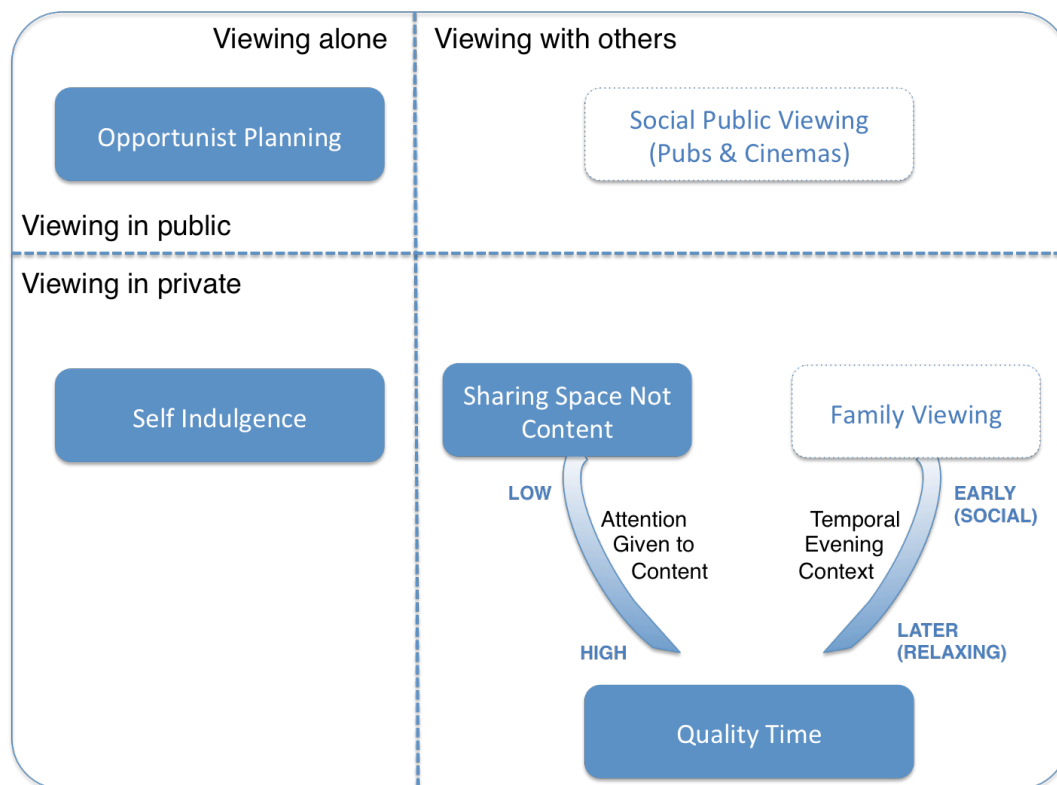 Viewing alone
Viewing with others
Opportunist Planning
Social Public Viewing
(Pubs & Cinemas)
Viewing in public
Viewing in private
Self Indulgence
Sharing Space Not
Content
Family Viewing
LOW
Attention
Given to
Content
HIGH
Temporal
Evening
Context
EARLY
(SOCIAL)
LATER
(RELAXING)
Quality Time